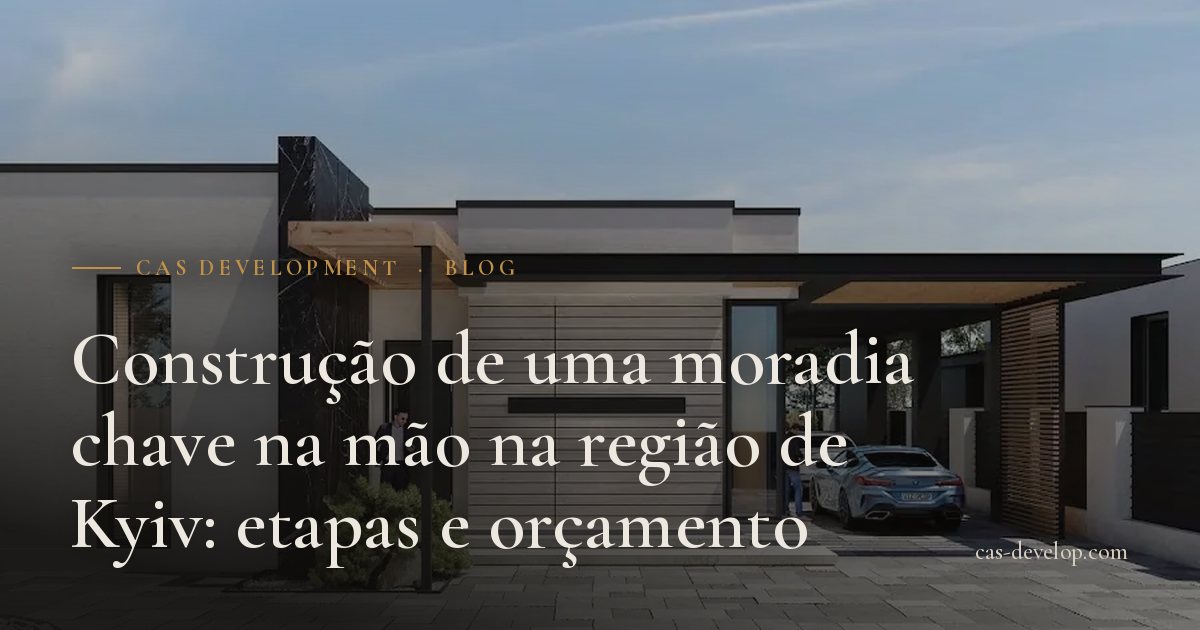 CAS DEVELOPMENT · BLOG
Construção de uma moradia
chave na mão na região de
Kyiv: etapas e orçamento
cas-develop.com